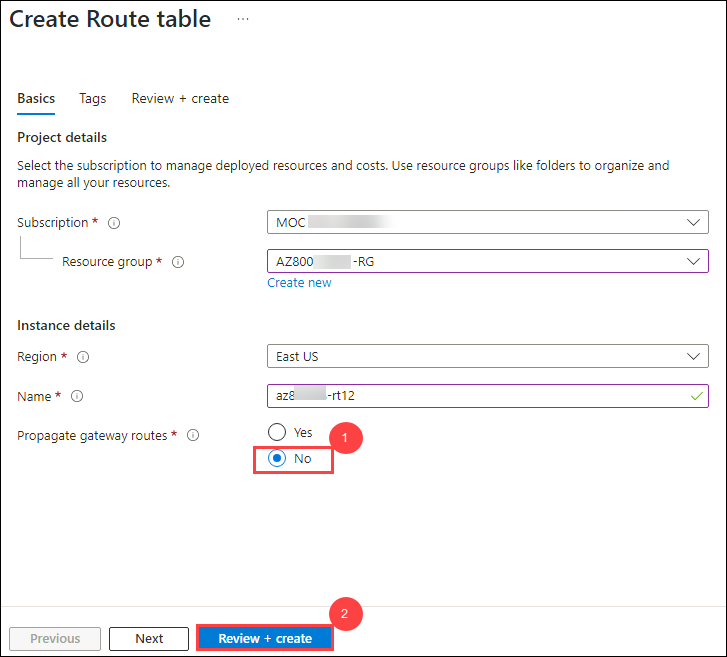 Create Route table ...
Basics Tags Review + create
Project details
Select the subscription to manage deployed resources and costs. Use resource groups like folders to organize and
manage all your resources.
Subscription *
MOC
Resource group *
AZ800 -RG
Create new
Instance details
Region *
East US
Name *
az8 -rt12
Propagate gateway routes *
Yes
1
No
2
Previous Next Review + create